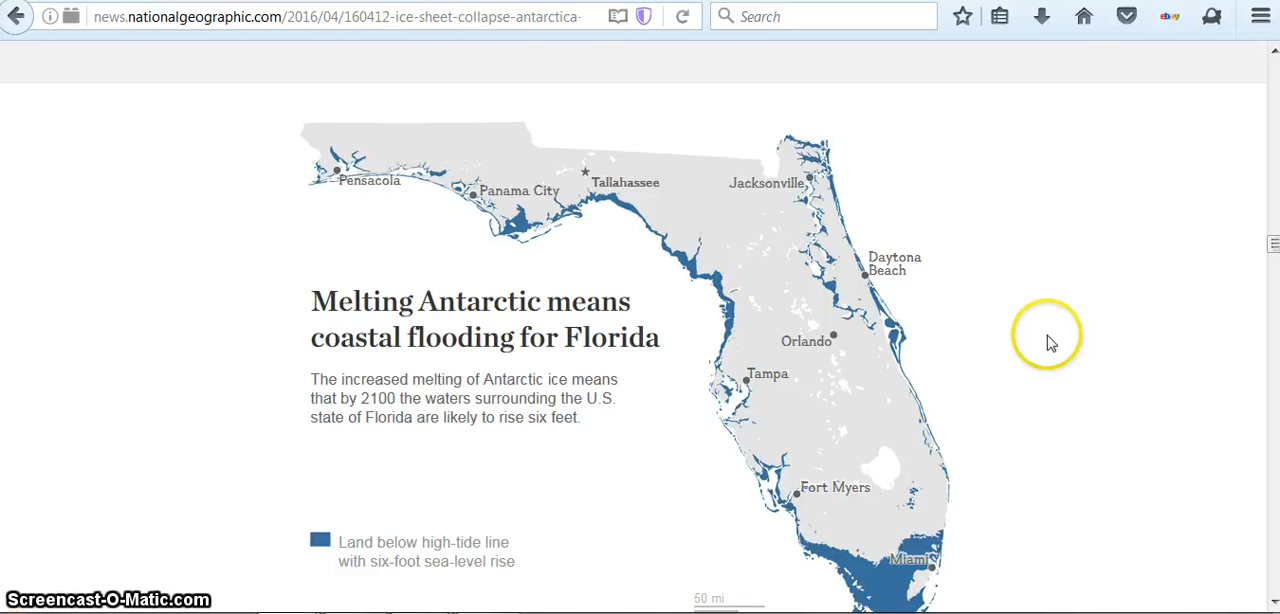 news.nationalgeographic.com/2016/04/160412-ice-sheet-collapse-antarctica-
Search
ebay
Pensacola
Panama City
Tallahassee
Jacksonville
Daytona
Beach
Melting Antarctic means
coastal flooding for Florida
Orlando
Tampa
The increased melting of Antarctic ice means
that by 2100 the waters surrounding the U.S.
state of Florida are likely to rise six feet.
Fort Myers
Land below high-tide line
with six-foot sea-level rise
Miami
50 mi
Screencast-O-Matic.com